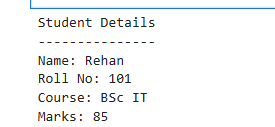 Student Details
---------------
Name: Rehan
Roll No: 101
Course: BSc IT
Marks: 85